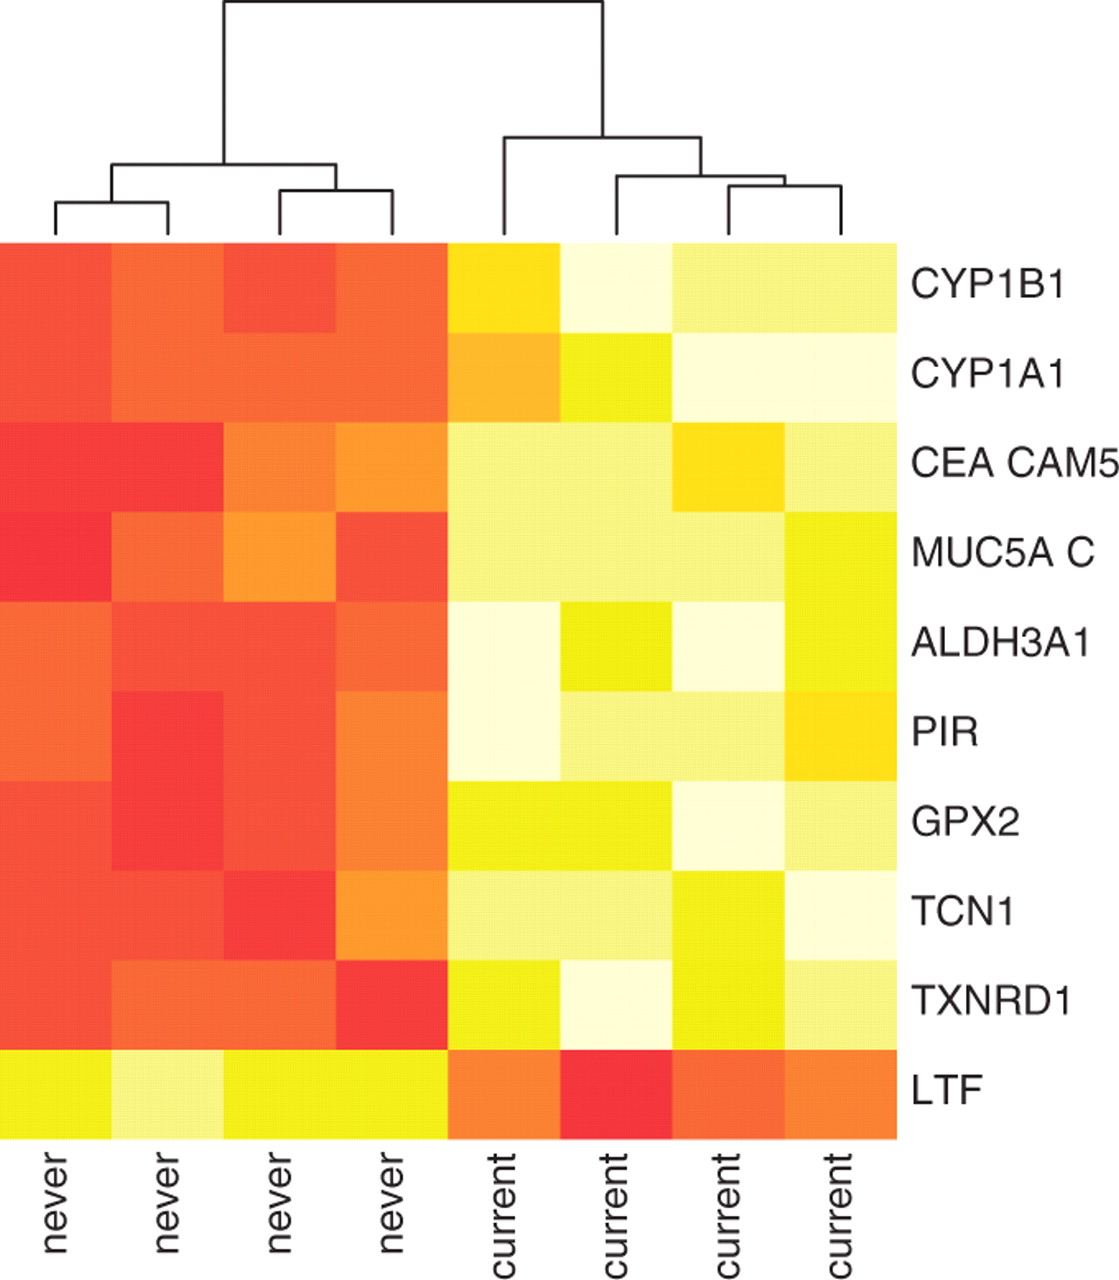 CYP1B1
CYP1A1
CEA CAM5
MUC5A C
ALDH3A1
PIR
GPX2
TCN1
TXNRD1
LTF
never never never never current current current current